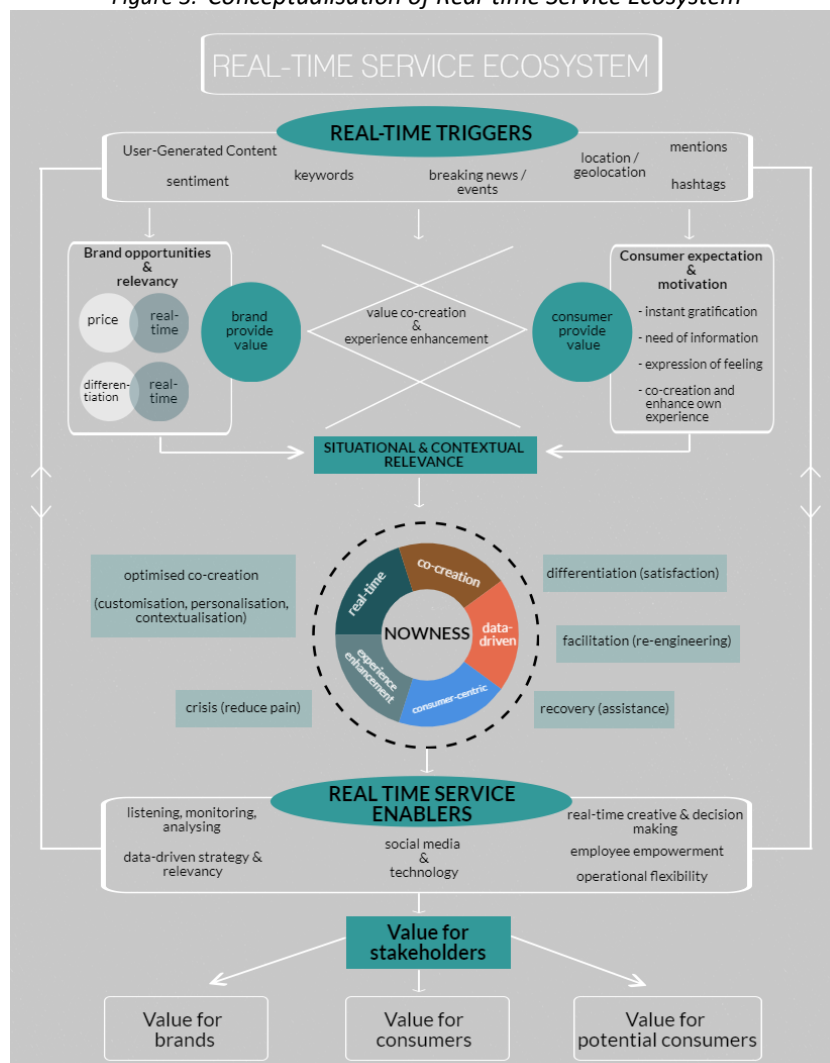 Figure 3: Conceptualisation of Real-time Service Ecosystem
REAL-TIME SERVICE ECOSYSTEM
REAL-TIME TRIGGERS
User-Generated Content
sentiment
keywords
breaking news /
events
location /
geolocation
mentions
hashtags
Brand opportunities
&
relevancy
price
real-
time
differen-
tiation
real-
time
brand
provide
value
value co-creation
&
experience enhancement
consumer
provide
value
Consumer expectation
&
motivation
- instant gratification
- need of information
- expression of feeling
- co-creation and
enhance own
experience
SITUATIONAL & CONTEXTUAL
RELEVANCE
optimised co-creation
(customisation, personalisation,
contextualisation)
crisis (reduce pain)
real-time
co-creation
data-
driven
consumer-centric
experience
enhancement
NOWNESS
differentiation (satisfaction)
facilitation (re-engineering)
recovery (assistance)
REAL TIME SERVICE
ENABLERS
listening, monitoring,
analysing
data-driven strategy &
relevancy
social media
&
technology
real-time creative & decision
making
employee empowerment
operational flexibility
Value for
stakeholders
Value for
brands
Value for
consumers
Value for
potential consumers